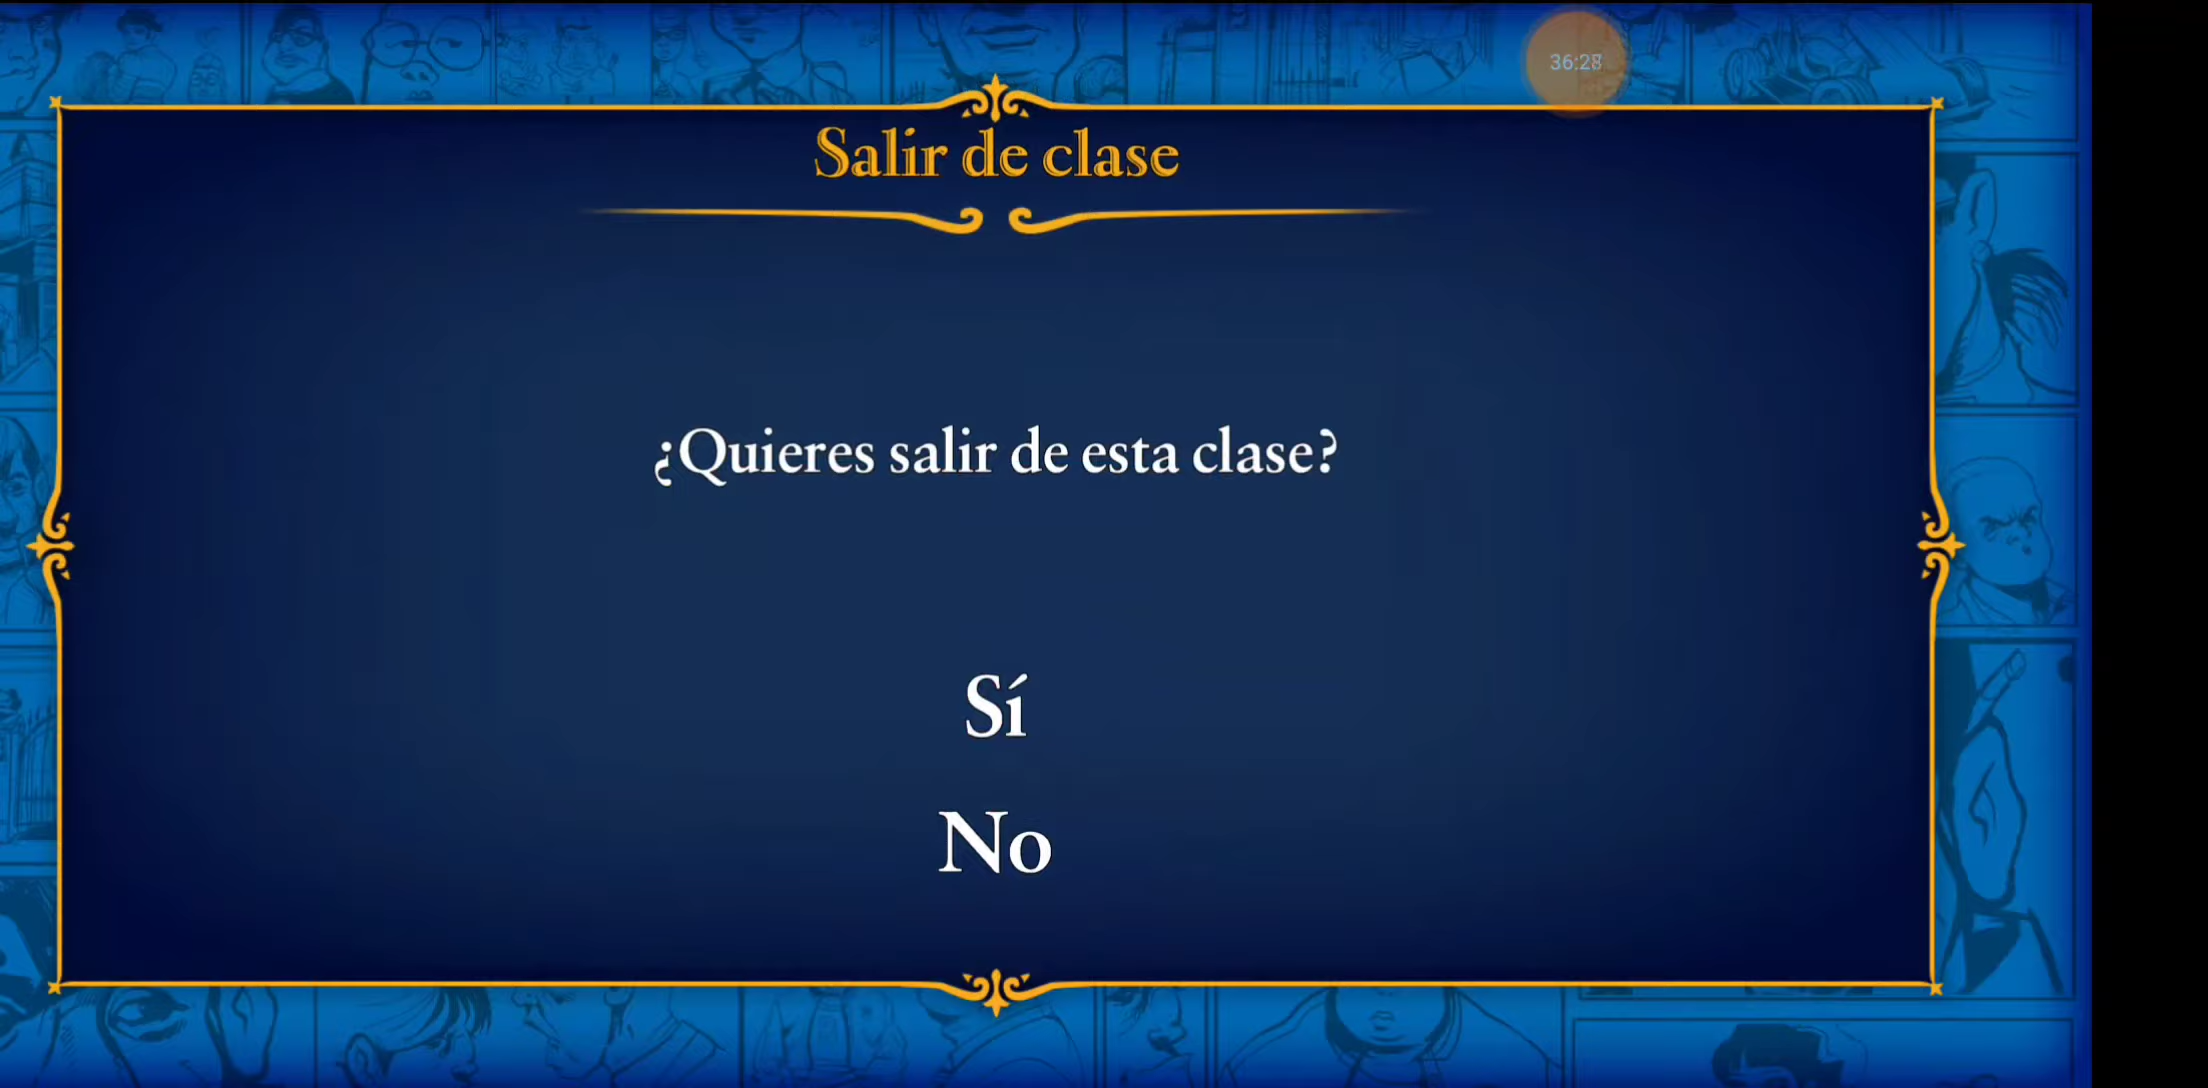 36:28
Salir de clase
¿Quieres salir de esta clase?
Sí
No